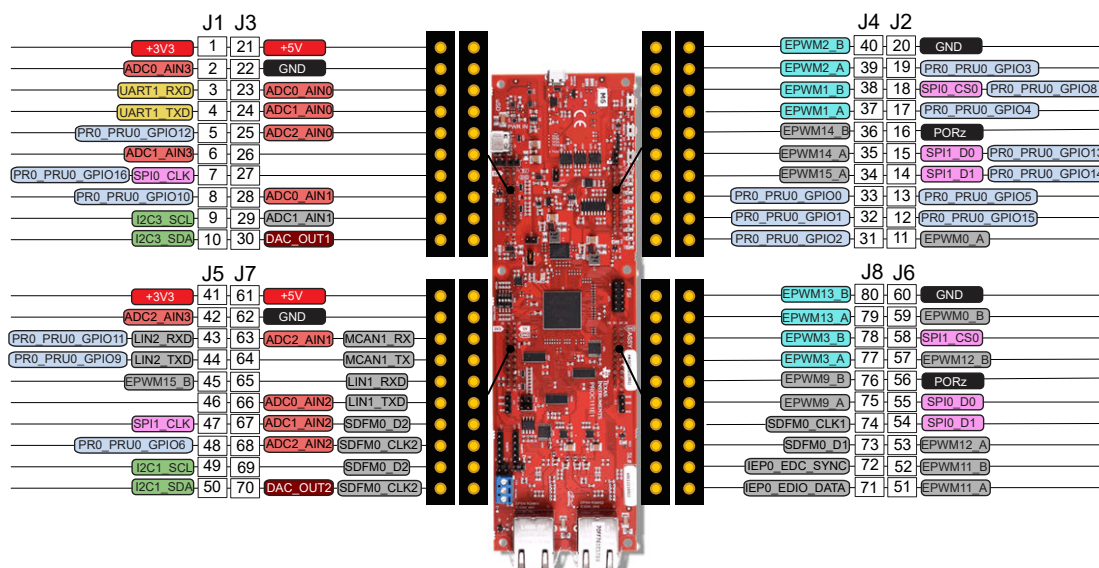 J1 J3
+3V3 1 21 +5V
ADC0_AIN3 2 22 GND
UART1_RXD 3 23 ADC0_AIN0
UART1_TXD 4 24 ADC1_AIN0
PR0_PRU0_GPIO12 5 25 ADC2_AIN0
ADC1_AIN3 6 26
PR0_PRU0_GPIO16 SPI0_CLK 7 27
PR0_PRU0_GPIO10 8 28 ADC0_AIN1
I2C3_SCL 9 29 ADC1_AIN1
I2C3_SDA 10 30 DAC_OUT1
J4 J2
EPWM2_B 40 20 GND
EPWM2_A 39 19 PR0_PRU0_GPIO3
EPWM1_B 38 18 SPI0_CS0 PR0_PRU0_GPIO8
EPWM1_A 37 17 PR0_PRU0_GPIO4
EPWM14_B 36 16 PORz
EPWM14_A 35 15 SPI1_D0 PR0_PRU0_GPIO13
EPWM15_A 34 14 SPI1_D1 PR0_PRU0_GPIO14
PR0_PRU0_GPIO0 33 13 PR0_PRU0_GPIO5
PR0_PRU0_GPIO1 32 12 PR0_PRU0_GPIO15
PR0_PRU0_GPIO2 31 11 EPWM0_A
J5 J7
+3V3 41 61 +5V
ADC2_AIN3 42 62 GND
PR0_PRU0_GPIO11 LIN2_RXD 43 63 ADC2_AIN1 MCAN1_RX
PR0_PRU0_GPIO9 LIN2_TXD 44 64 MCAN1_TX
EPWM15_B 45 65 LIN1_RXD
46 66 ADC0_AIN2 LIN1_TXD
SPI1_CLK 47 67 ADC1_AIN2 SDFM0_D2
PR0_PRU0_GPIO6 48 68 ADC2_AIN2 SDFM0_CLK2
I2C1_SCL 49 69 SDFM0_D2
I2C1_SDA 50 70 DAC_OUT2 SDFM0_CLK2
J8 J6
EPWM13_B 80 60 GND
EPWM13_A 79 59 EPWM0_B
EPWM3_B 78 58 SPI1_CS0
EPWM3_A 77 57 EPWM12_B
EPWM9_B 76 56 PORz
EPWM9_A 75 55 SPI0_D0
SDFM0_CLK1 74 54 SPI0_D1
SDFM0_D1 73 53 EPWM12_A
IEP0_EDC_SYNC 72 52 EPWM11_B
IEP0_EDIO_DATA 71 51 EPWM11_A
TEXAS
INSTRUMENTS